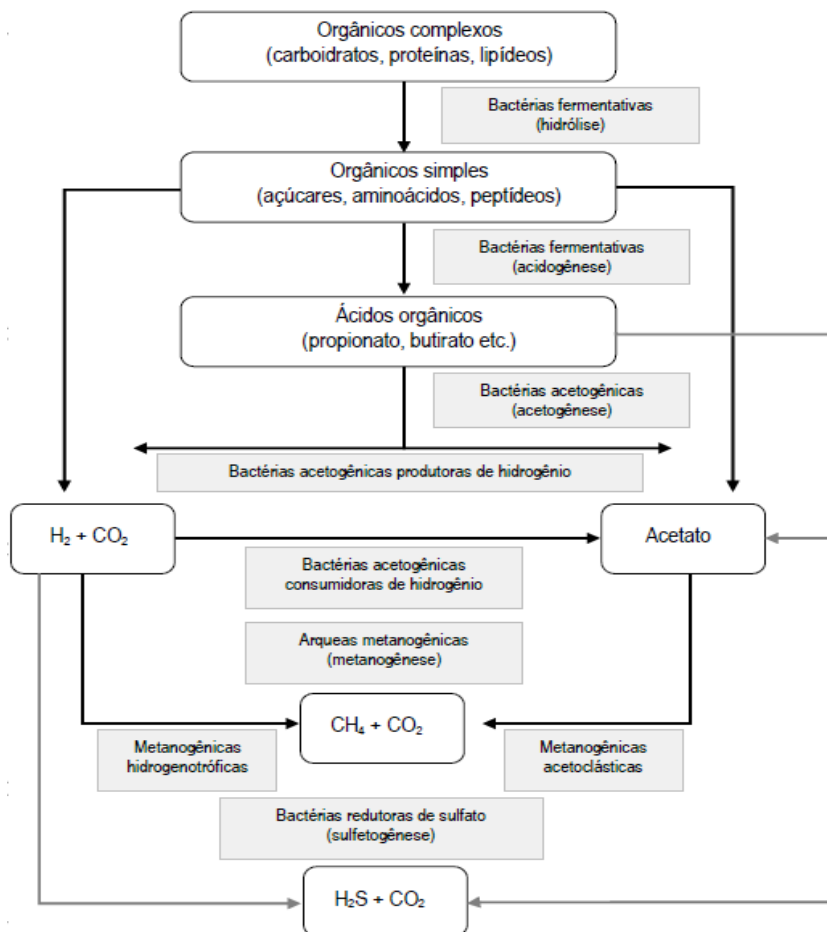 Orgânicos complexos
(carboidratos, proteínas, lipídeos)
Bactérias fermentativas
(hidrólise)
Orgânicos simples
(açúcares, aminoácidos, peptídeos)
Bactérias fermentativas
(acidogênese)
Ácidos orgânicos
(propionato, butirato etc.)
Bactérias acetogênicas
(acetogênese)
Bactérias acetogênicas produtoras de hidrogênio
H₂ + CO₂
Acetato
Bactérias acetogênicas
consumidoras de hidrogênio
Arqueas metanogênicas
(metanogênese)
CH₄ + CO₂
Metanogênicas
hidrogenotróficas
Metanogênicas
acetoclásticas
Bactérias redutoras de sulfato
(sulfetogênese)
H₂S + CO₂